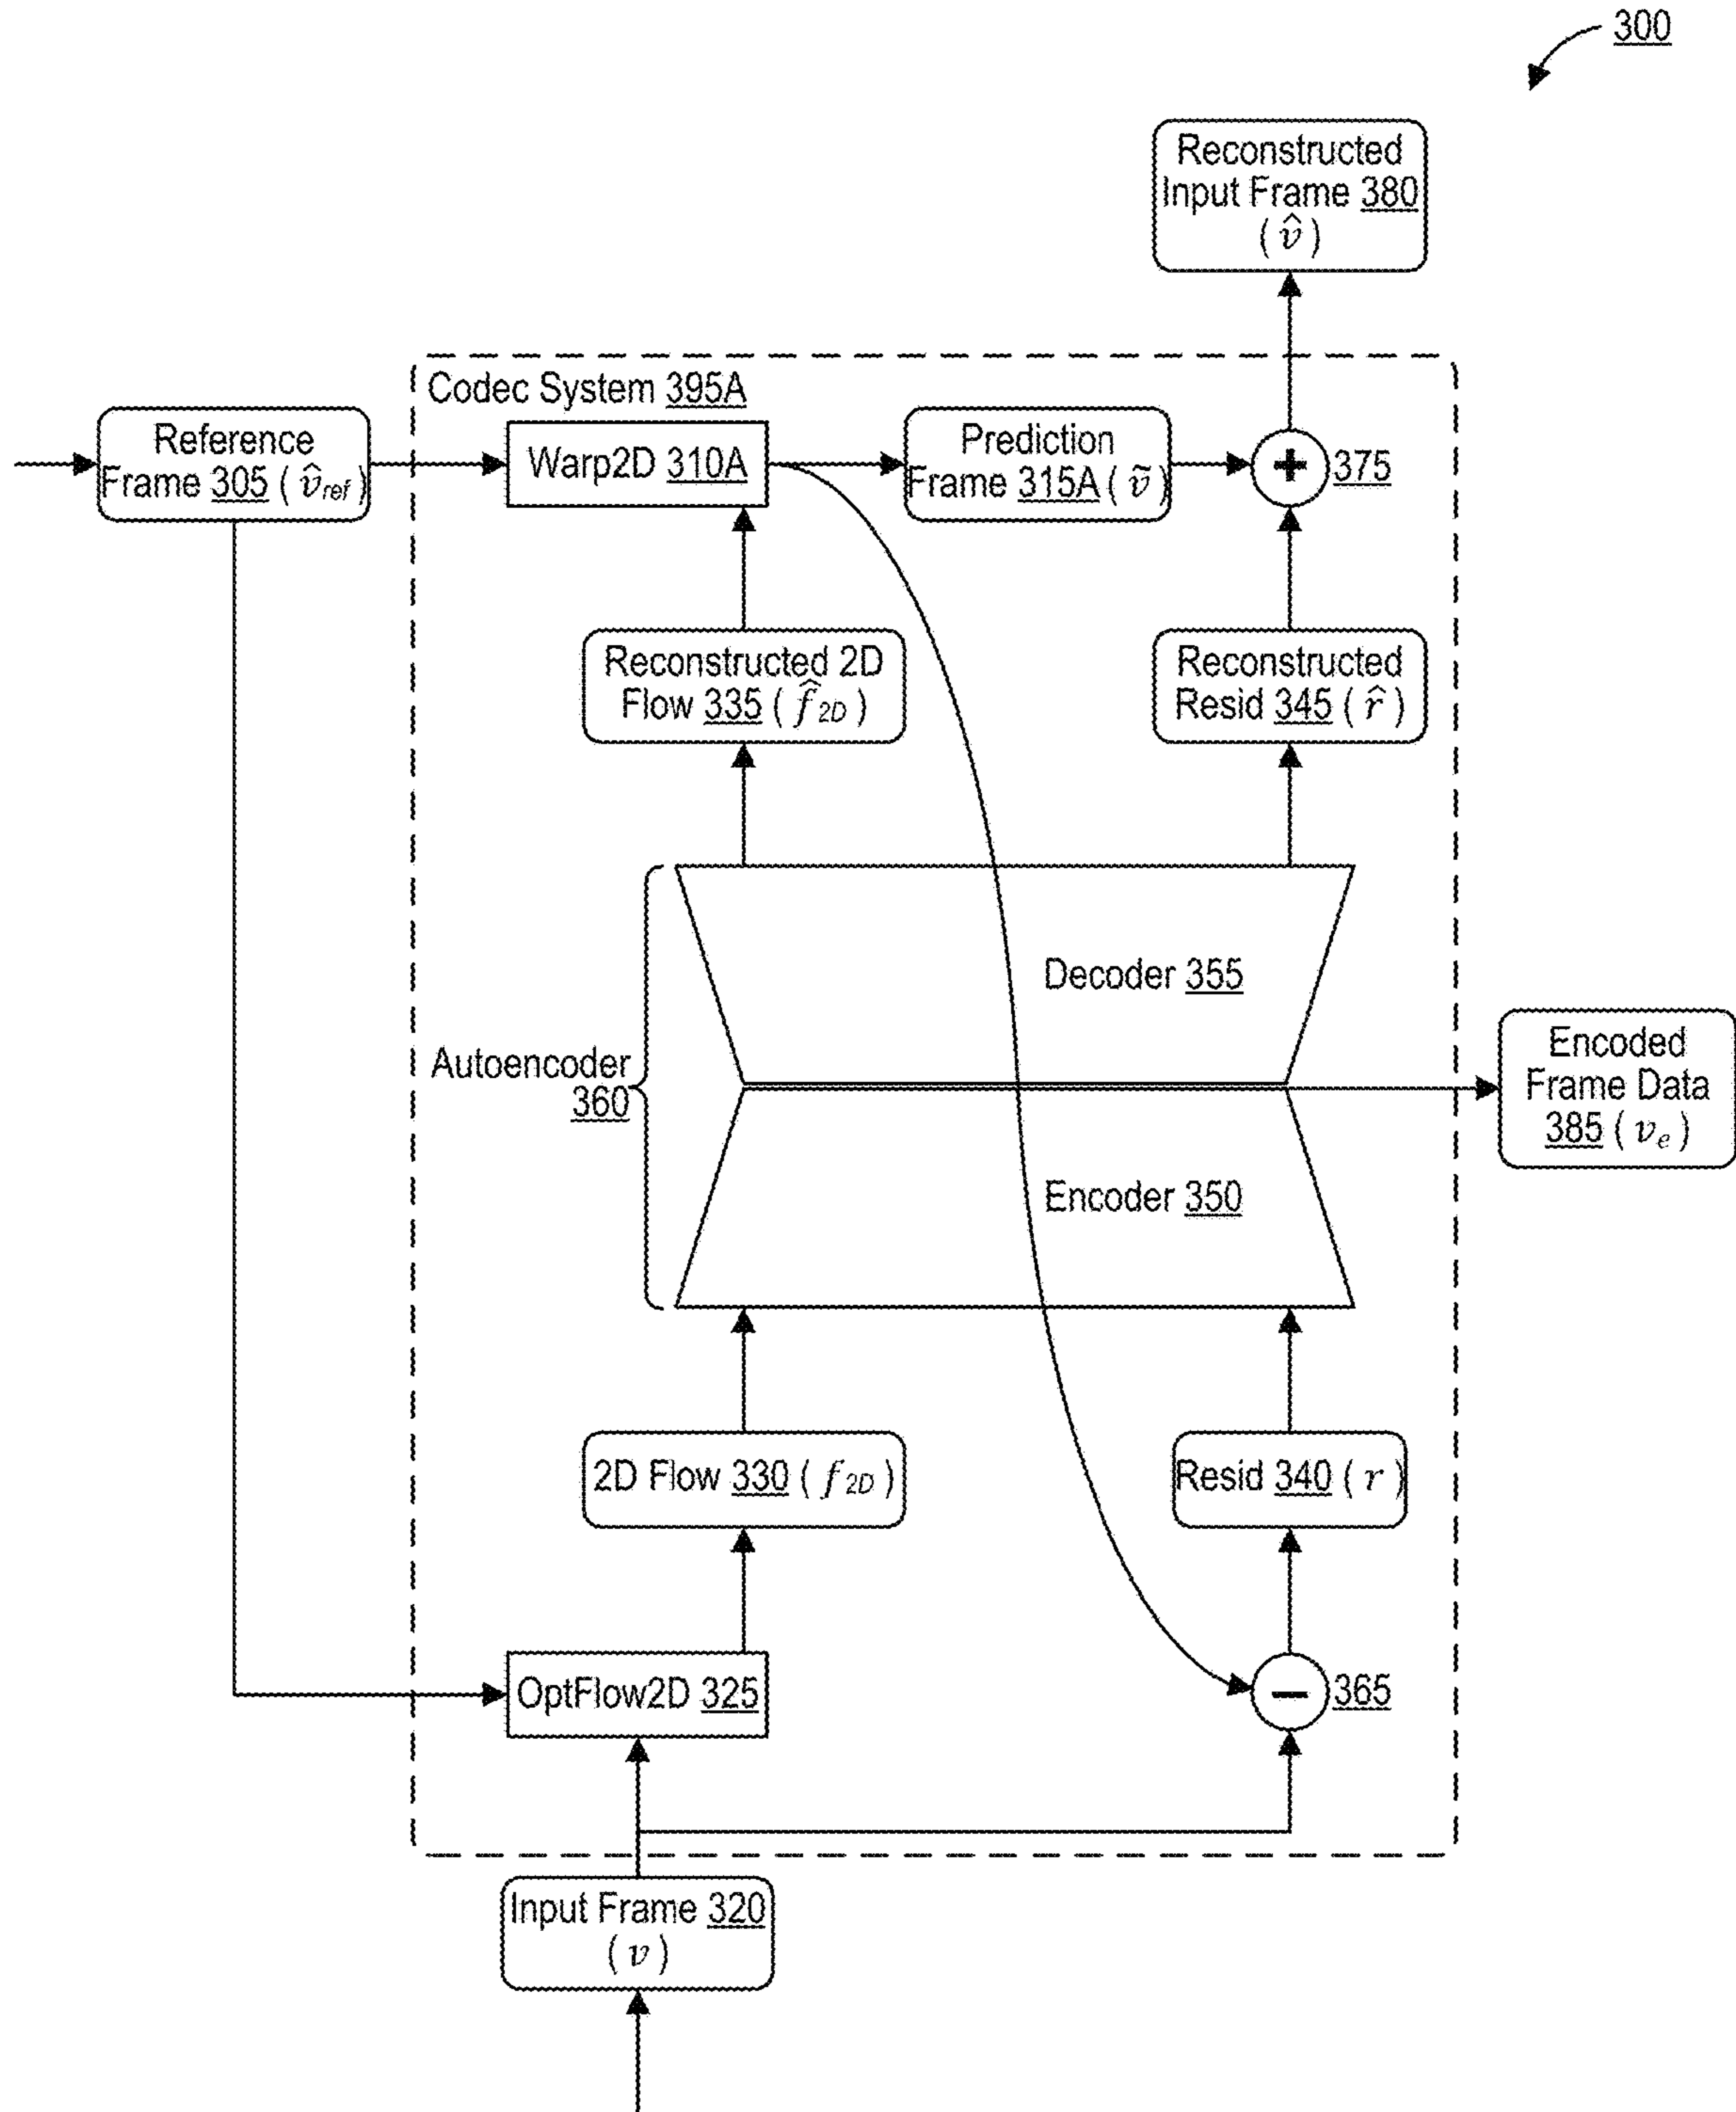 300
Reconstructed
Input Frame 380
( v̂ )
Codec System 395A
Reference
Frame 305 ( v̂ref )
Warp2D 310A
Prediction
Frame 315A ( ṽ )
+
375
Reconstructed 2D
Flow 335 ( f̂2D )
Reconstructed
Resid 345 ( r̂ )
Decoder 355
Autoencoder
360
Encoded
Frame Data
385 ( ve )
Encoder 350
2D Flow 330 ( f2D )
Resid 340 ( r )
OptFlow2D 325
−
365
Input Frame 320
( v )